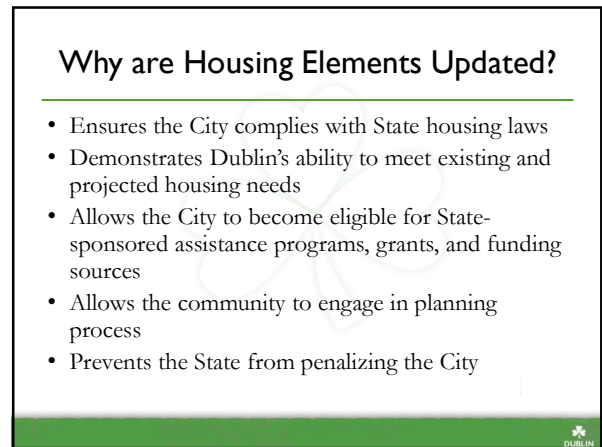 Why are Housing Elements Updated?
• Ensures the City complies with State housing laws
• Demonstrates Dublin's ability to meet existing and
projected housing needs
• Allows the City to become eligible for State-
sponsored assistance programs, grants, and funding
sources
• Allows the community to engage in planning
process
• Prevents the State from penalizing the City
DUBLIN